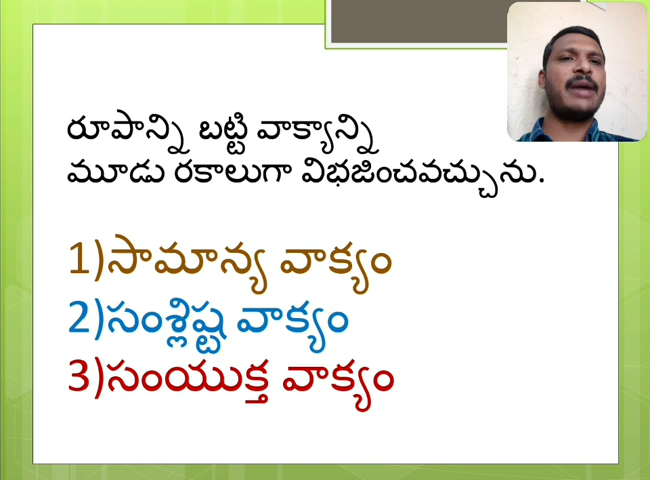 రూపాన్ని బట్టి వాక్యాన్ని
మూడు రకాలుగా విభజించవచ్చును.
1)సామాన్య వాక్యం
2)సంశ్లిష్ట వాక్యం
3)సంయుక్త వాక్యం